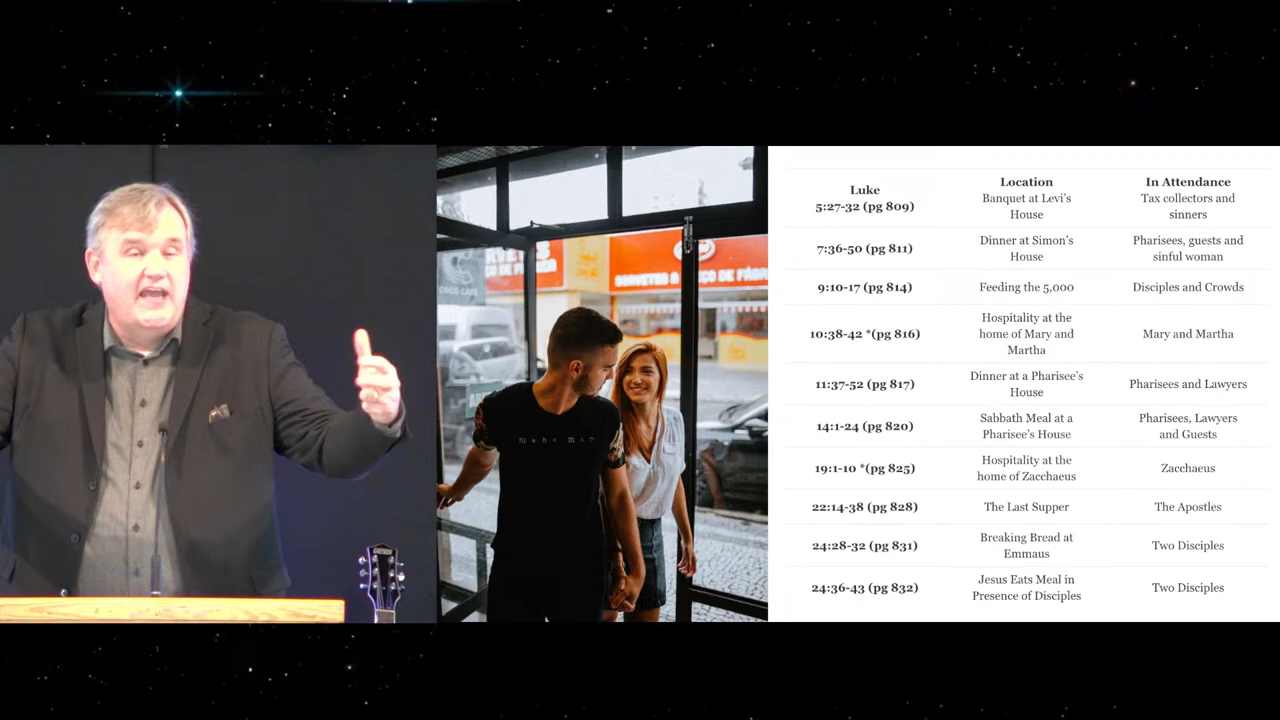 COCO CAFE
SORVETES A PREÇO DE FÁBR
Luke
5:27-32 (pg 809)
Location
Banquet at Levi's
House
In Attendance
Tax collectors and
sinners
7:36-50 (pg 811)
Dinner at Simon's
House
Pharisees, guests and
sinful woman
9:10-17 (pg 814)
Feeding the 5,000
Disciples and Crowds
10:38-42 *(pg 816)
Hospitality at the
home of Mary and
Martha
Mary and Martha
11:37-52 (pg 817)
Dinner at a Pharisee's
House
Pharisees and Lawyers
14:1-24 (pg 820)
Sabbath Meal at a
Pharisee's House
Pharisees, Lawyers
and Guests
19:1-10 *(pg 825)
Hospitality at the
home of Zacchaeus
Zacchaeus
22:14-38 (pg 828)
The Last Supper
The Apostles
24:28-32 (pg 831)
Breaking Bread at
Emmaus
Two Disciples
24:36-43 (pg 832)
Jesus Eats Meal in
Presence of Disciples
Two Disciples